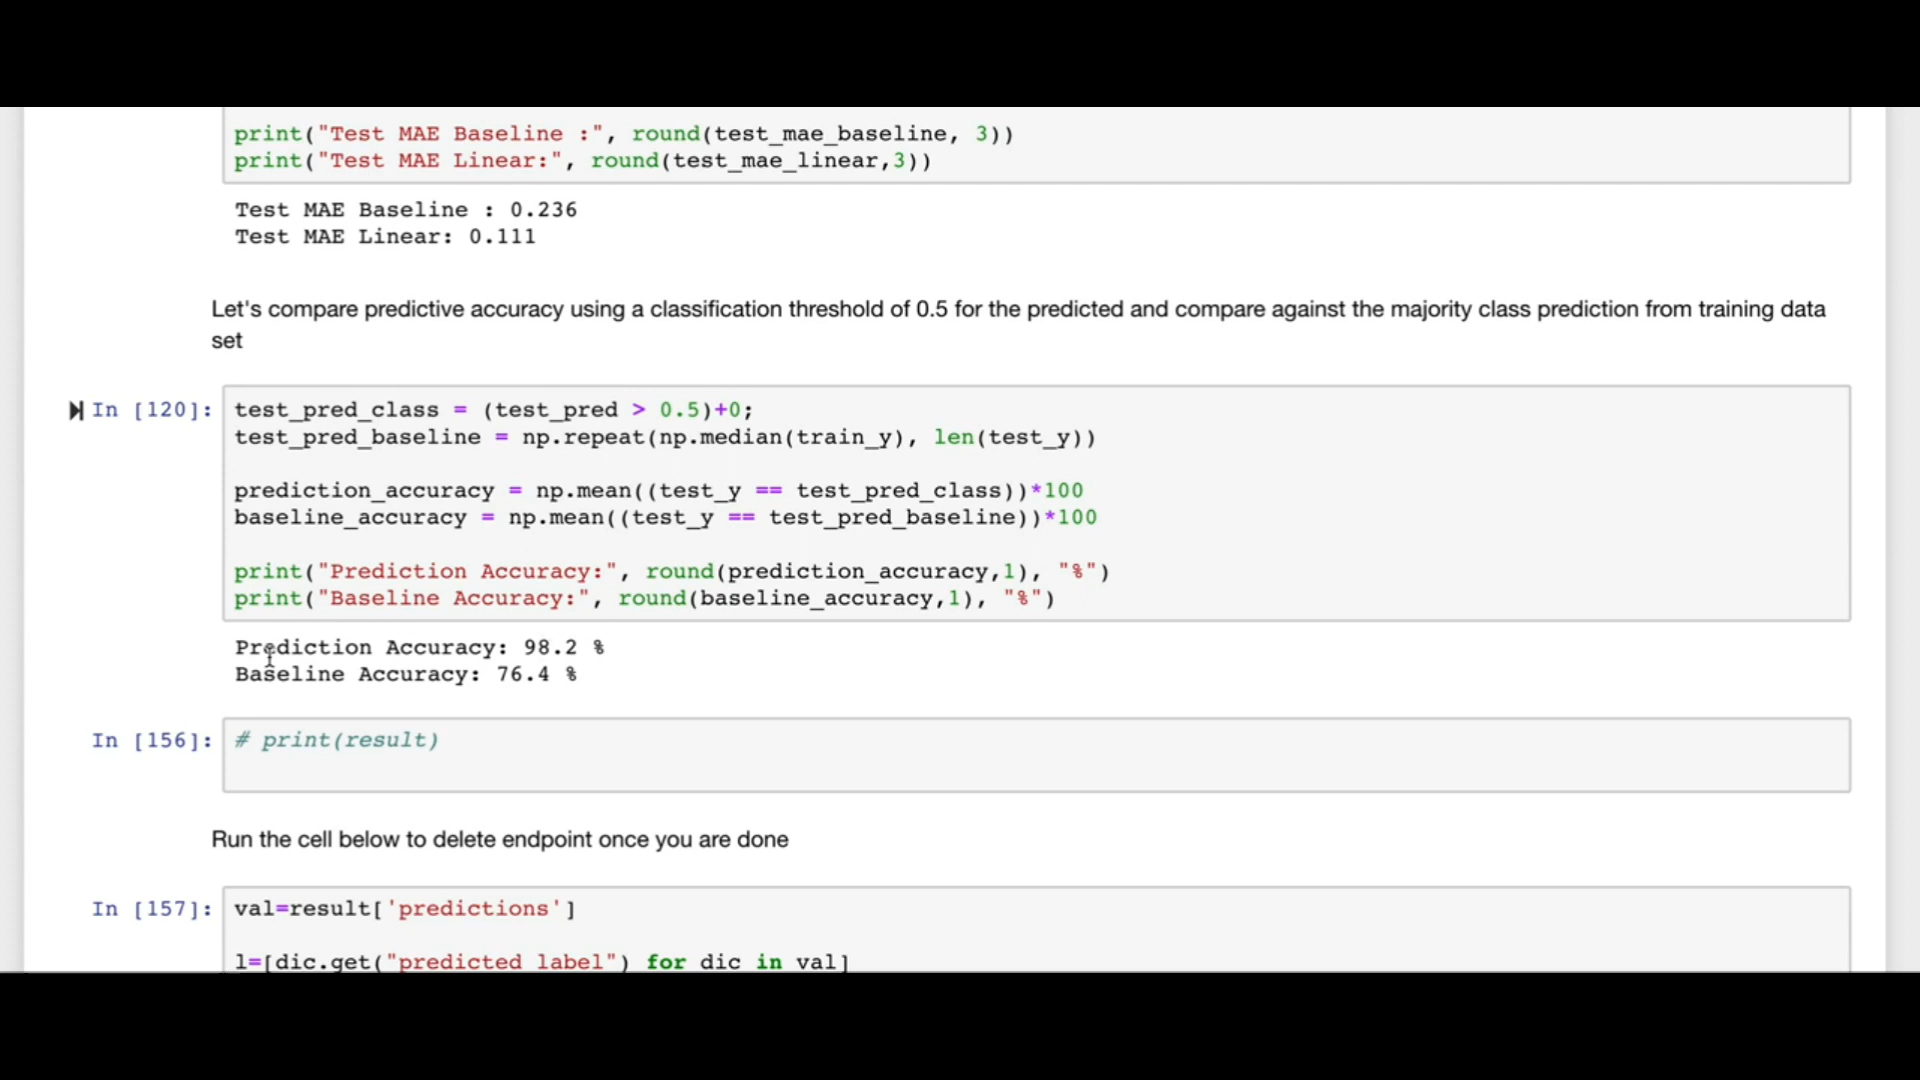 print("Test MAE Baseline :", round(test_mae_baseline, 3))
print("Test MAE Linear:", round(test_mae_linear,3))
Test MAE Baseline : 0.236
Test MAE Linear: 0.111
Let's compare predictive accuracy using a classification threshold of 0.5 for the predicted and compare against the majority class prediction from training data
set
In [120]: test_pred_class = (test_pred > 0.5)+0;
test_pred_baseline = np.repeat(np.median(train_y), len(test_y))
prediction_accuracy = np.mean((test_y == test_pred_class))*100
baseline_accuracy = np.mean((test_y == test_pred_baseline))*100
print("Prediction Accuracy:", round(prediction_accuracy,1), "%")
print("Baseline Accuracy:", round(baseline_accuracy,1), "%")
Prediction Accuracy: 98.2 %
Baseline Accuracy: 76.4 %
In [156]: # print(result)
Run the cell below to delete endpoint once you are done
In [157]: val=result['predictions']
l=[dic.get("predicted_label") for dic in val]